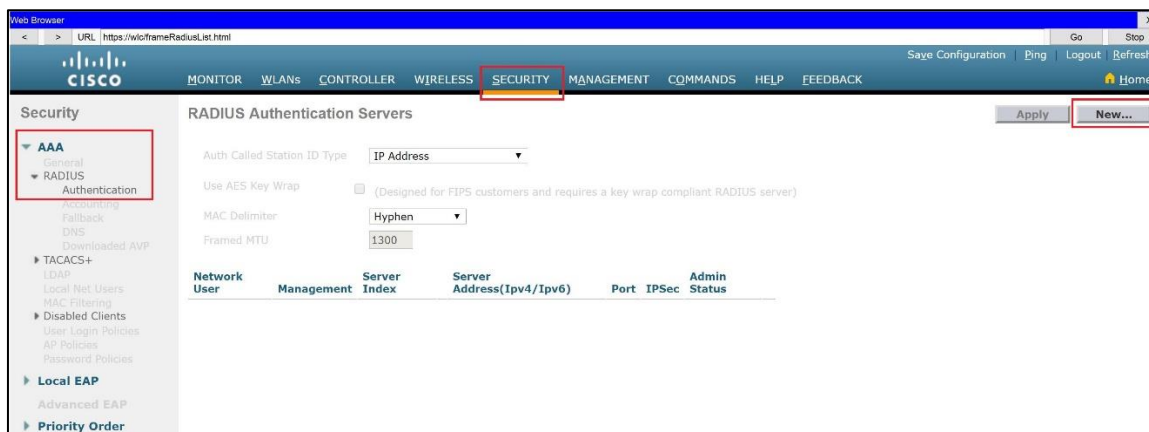 Web Browser
X
< > URL https://wlc/frameRadiusList.html Go Stop
Save Configuration | Ping | Logout | Refresh
CISCO
MONITOR WLANs CONTROLLER WIRELESS SECURITY MANAGEMENT COMMANDS HELP FEEDBACK Home
Security
RADIUS Authentication Servers
Apply New...
AAA
General
RADIUS
Authentication
Accounting
Fallback
DNS
Downloaded AVP
TACACS+
LDAP
Local Net Users
MAC Filtering
Disabled Clients
User Login Policies
AP Policies
Password Policies
Local EAP
Advanced EAP
Priority Order
Auth Called Station ID Type IP Address
Use AES Key Wrap (Designed for FIPS customers and requires a key wrap compliant RADIUS server)
MAC Delimiter Hyphen
Framed MTU 1300
Network Server Server Admin
User Management Index Address(Ipv4/Ipv6) Port IPSec Status